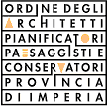 ORDINE DEGLI
ARCHITETTI
PIANIFICATORI
PAESAGGISTI E
CONSERVATORI
PROVINCIA
DI IMPERIA